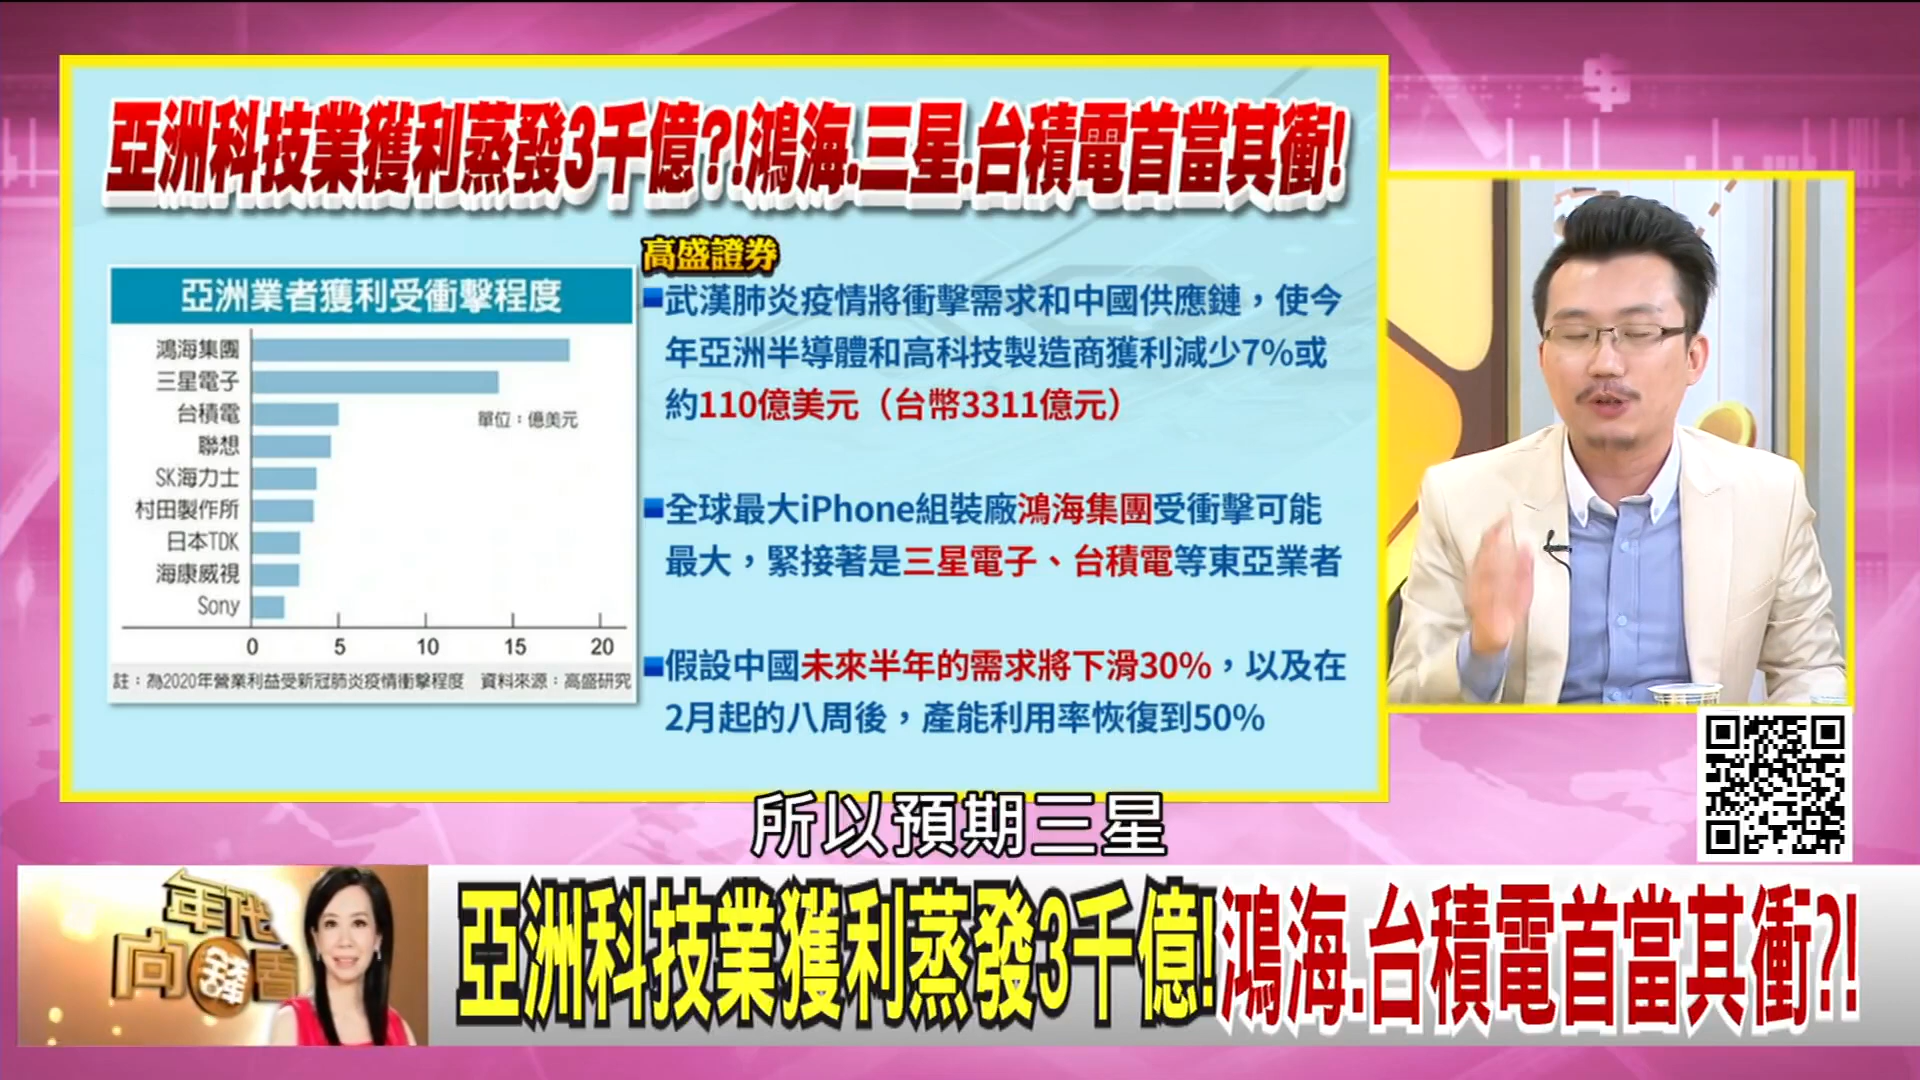 亞洲科技業獲利蒸發3千億?!鴻海.三星.台積電首當其衝!
亞洲業者獲利受衝擊程度
鴻海集團
三星電子
台積電
單位：億美元
聯想
SK海力士
村田製作所
日本TDK
海康威視
Sony
0 5 10 15 20
註：為2020年營業利益受新冠肺炎疫情衝擊程度 資料來源：高盛研究
高盛證券
武漢肺炎疫情將衝擊需求和中國供應鏈，使今
年亞洲半導體和高科技製造商獲利減少7%或
約110億美元（台幣3311億元）
全球最大iPhone組裝廠鴻海集團受衝擊可能
最大，緊接著是三星電子、台積電等東亞業者
假設中國未來半年的需求將下滑30%，以及在
2月起的八周後，產能利用率恢復到50%
所以預期三星
年代
向錢看
亞洲科技業獲利蒸發3千億!鴻海.台積電首當其衝?!